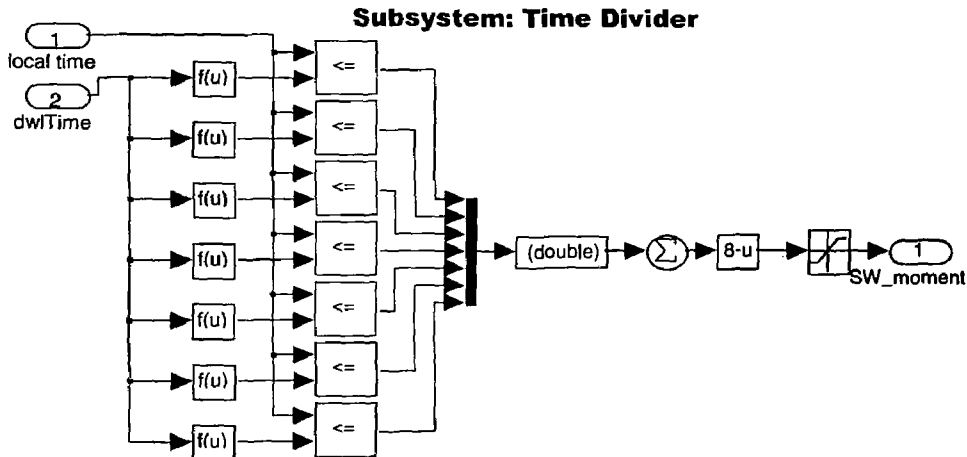 Subsystem: Time Divider
1
local time
2
dwlTime
f(u)
<=
f(u)
<=
f(u)
<=
f(u)
<=
f(u)
<=
f(u)
<=
f(u)
<=
(double)
Σ
8-u
1
SW_moment